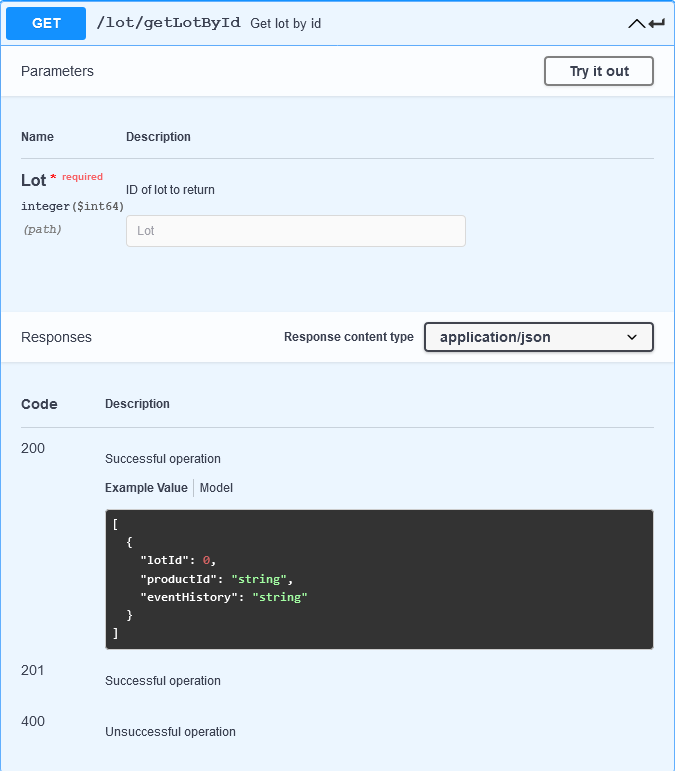 GET /lot/getLotById Get lot by id
Parameters Try it out
Name Description
Lot * required
ID of lot to return
integer($int64)
(path)
Lot
Responses Response content type application/json
Code Description
200
Successful operation
Example Value Model
[
{
"lotId": 0,
"productId": "string",
"eventHistory": "string"
}
]
201
Successful operation
400
Unsuccessful operation